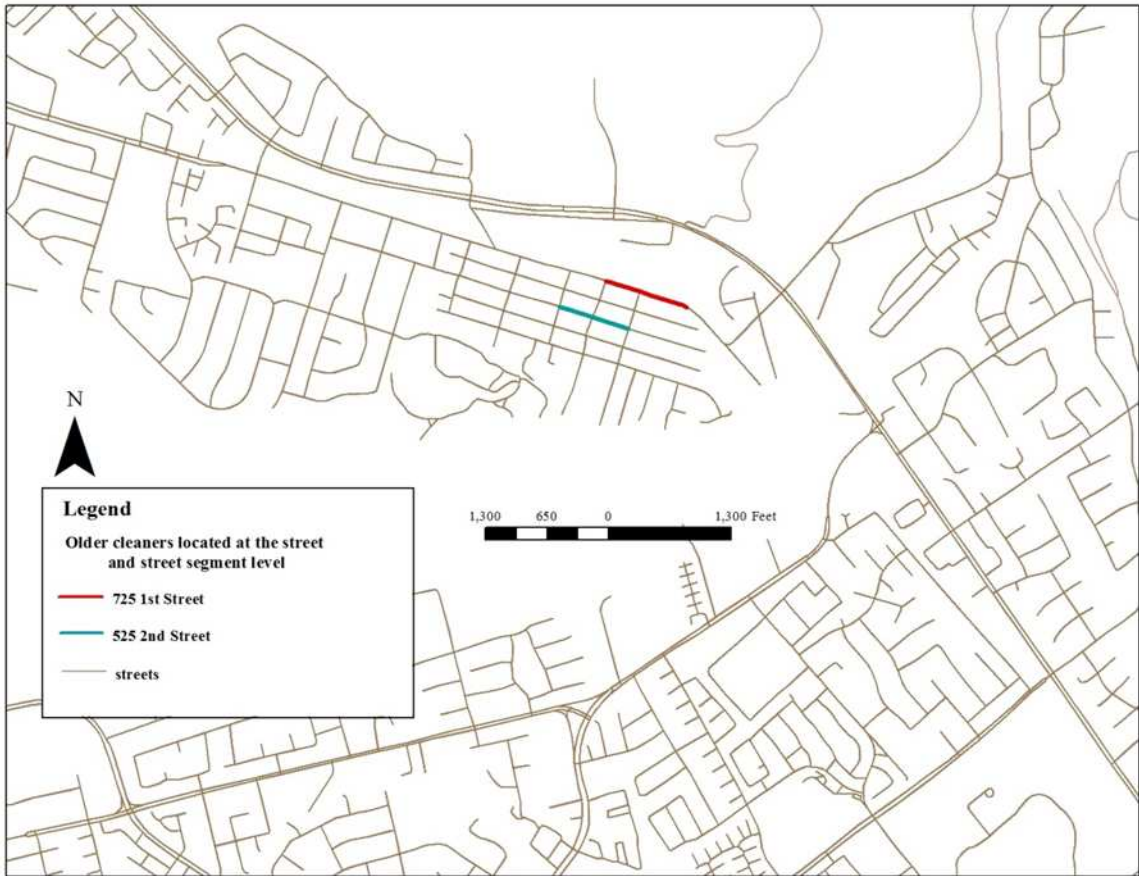 N
Legend
Older cleaners located at the street
and street segment level
725 1st Street
525 2nd Street
streets
1,300 650 0 1,300 Feet